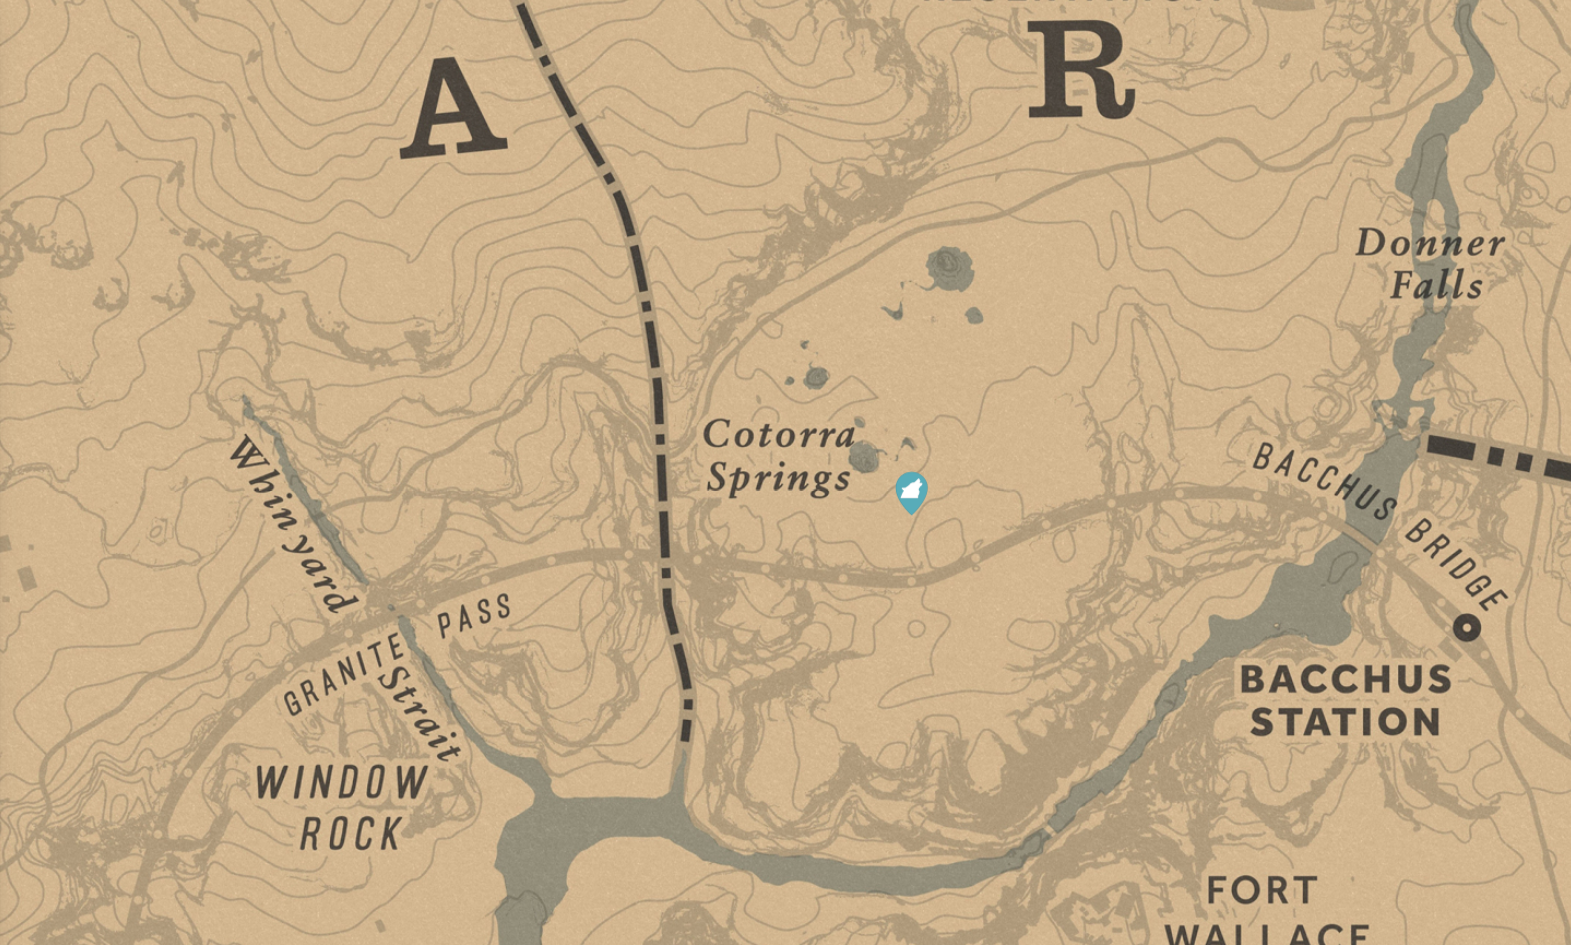 A
R
Donner
Falls
Cotorra
Springs
BACCHUS BRIDGE
Whinyard
Strait
GRANITE PASS
BACCHUS
STATION
WINDOW
ROCK
FORT
WALLACE